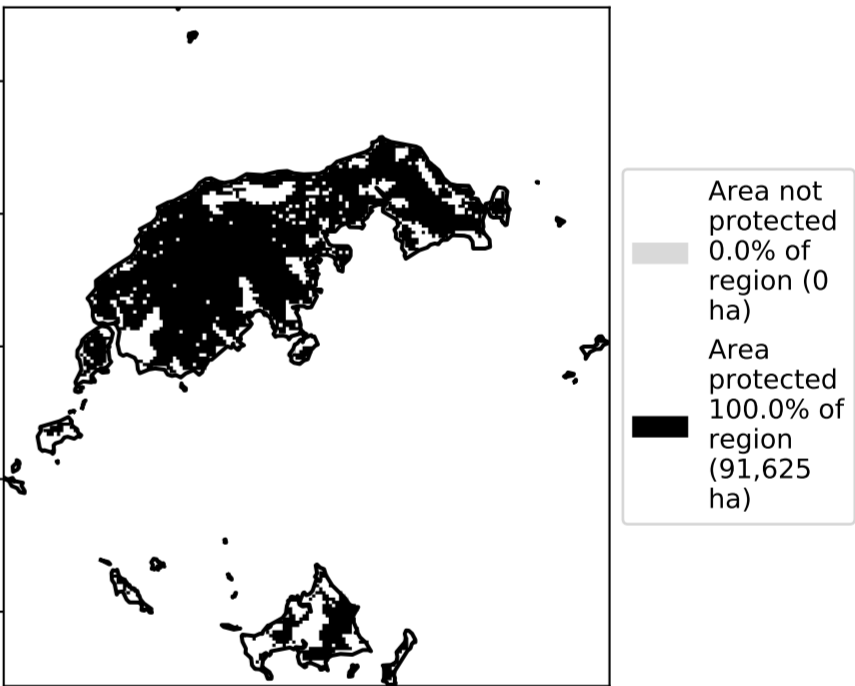 Area not
protected
0.0% of
region (0
ha)
Area
protected
100.0% of
region
(91,625
ha)